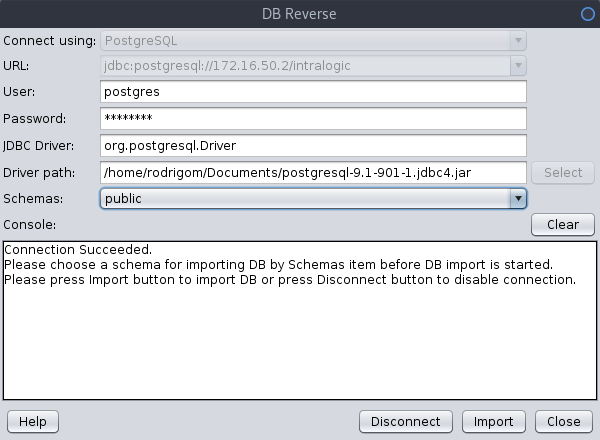 DB Reverse
Connect using: PostgreSQL
URL: jdbc:postgresql://172.16.50.2/intralogic
User: postgres
Password: ********
JDBC Driver: org.postgresql.Driver
Driver path: /home/rodrigom/Documents/postgresql-9.1-901-1.jdbc4.jar Select
Schemas: public
Console: Clear
Connection Succeeded.
Please choose a schema for importing DB by Schemas item before DB import is started.
Please press Import button to import DB or press Disconnect button to disable connection.
Help Disconnect Import Close